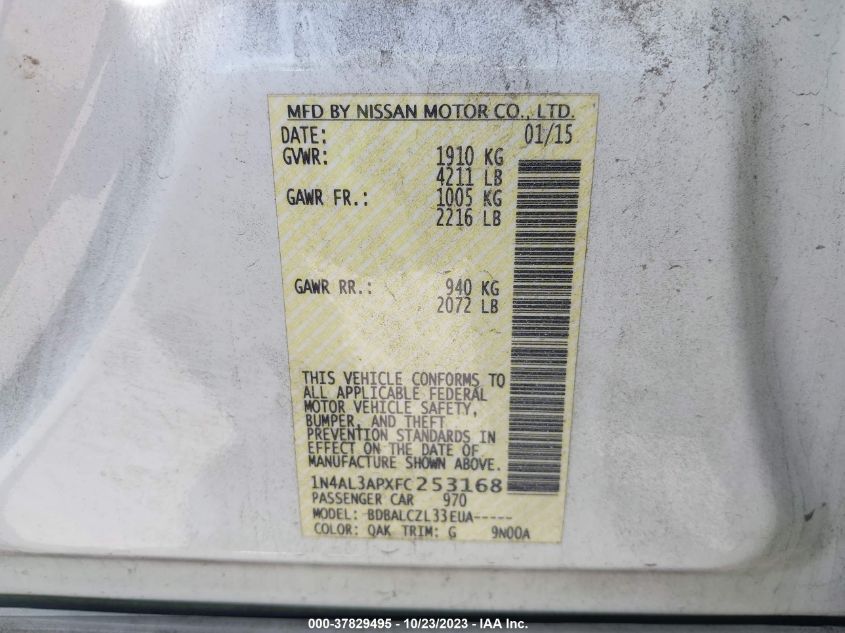 MFD BY NISSAN MOTOR CO., LTD.
DATE: 01/15
GVWR: 1910 KG
4211 LB
GAWR FR.: 1005 KG
2216 LB
GAWR RR.: 940 KG
2072 LB
THIS VEHICLE CONFORMS TO
ALL APPLICABLE FEDERAL
MOTOR VEHICLE SAFETY,
BUMPER, AND THEFT
PREVENTION STANDARDS IN
EFFECT ON THE DATE OF
MANUFACTURE SHOWN ABOVE.
1N4AL3APXFC253168
PASSENGER CAR 970
MODEL: BDBALCZL33EUA-----
COLOR: QAK TRIM: G 9N00A
000-37829495 - 10/23/2023 - IAA Inc.